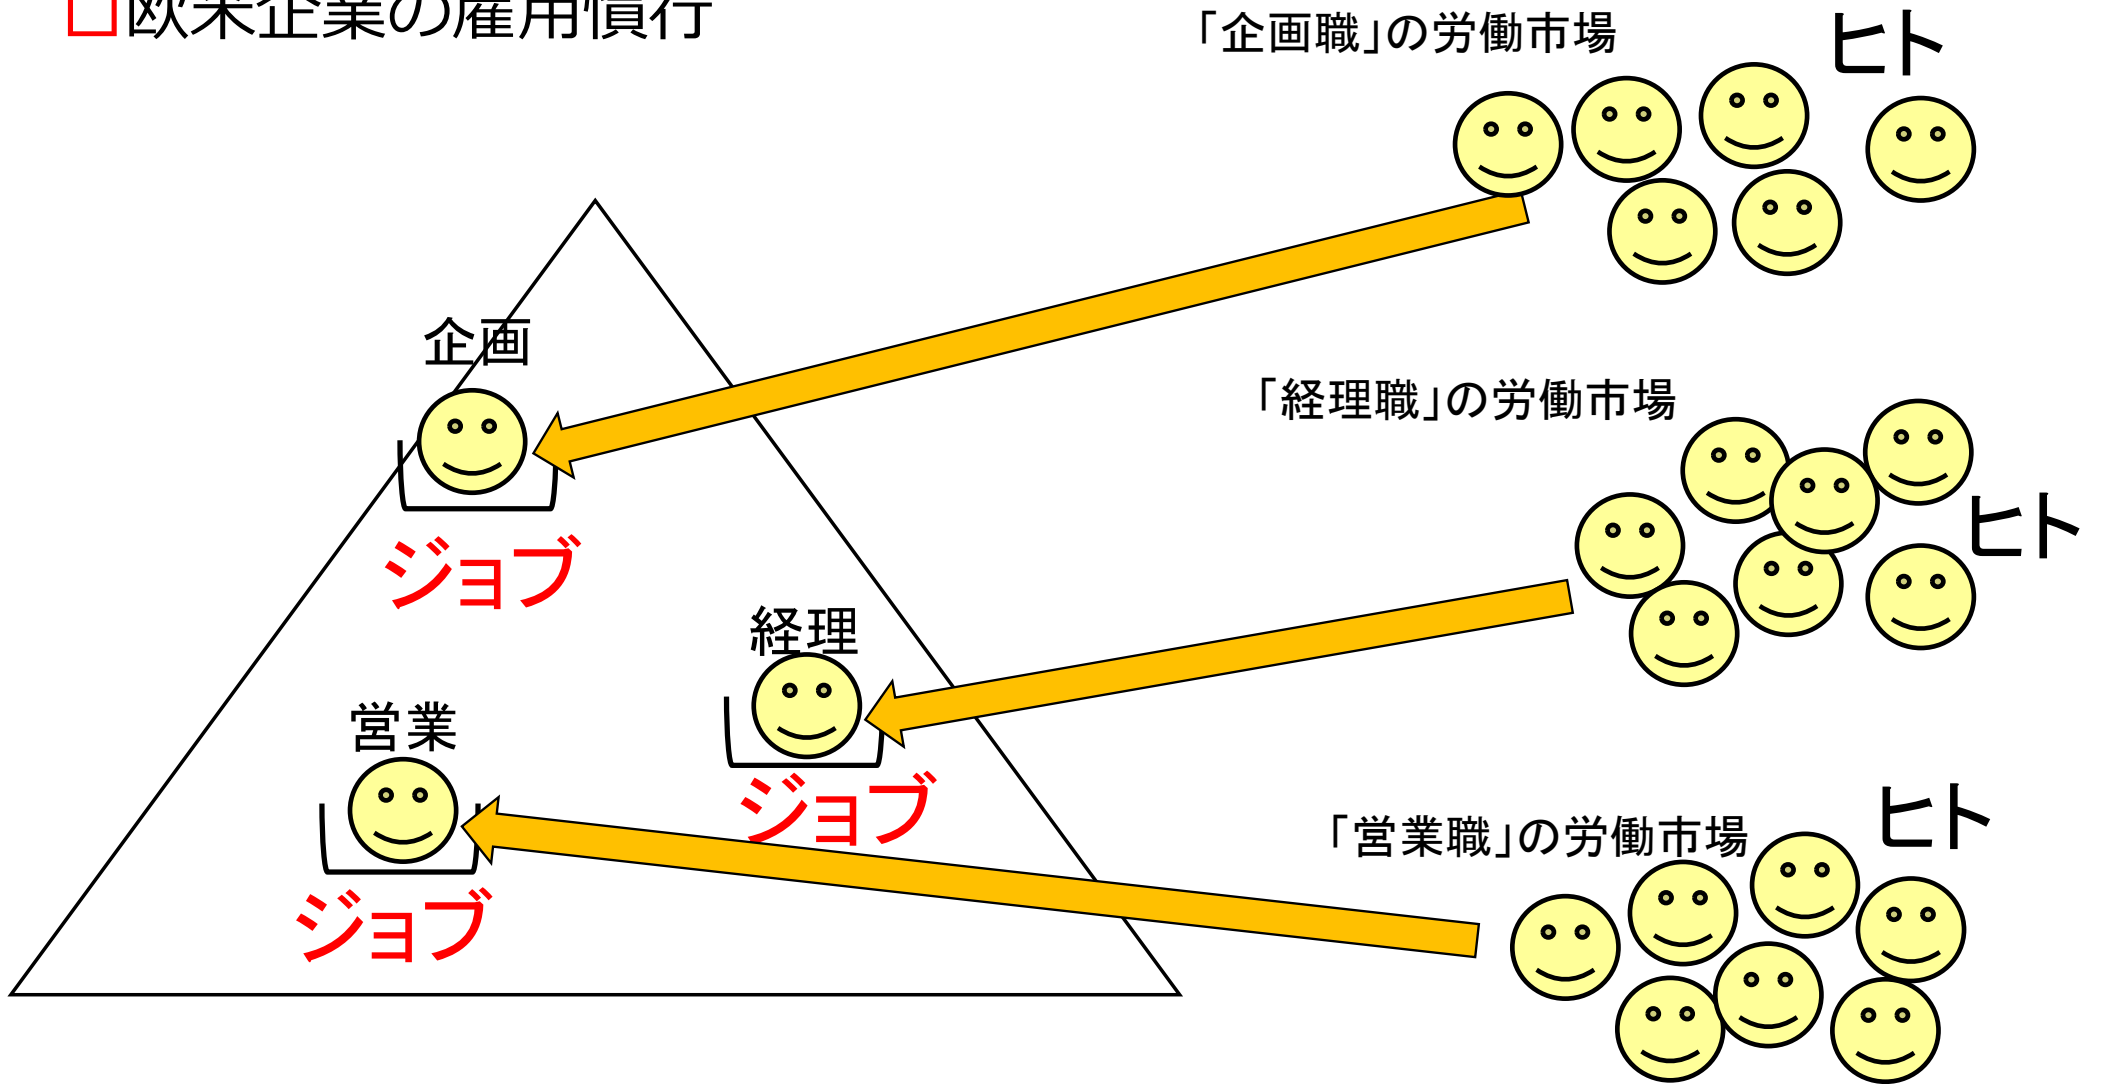 □欧米企業の雇用慣行
「企画職」の労働市場
ヒト
企画
ジョブ
「経理職」の労働市場
ヒト
経理
ジョブ
営業
ジョブ
「営業職」の労働市場
ヒト